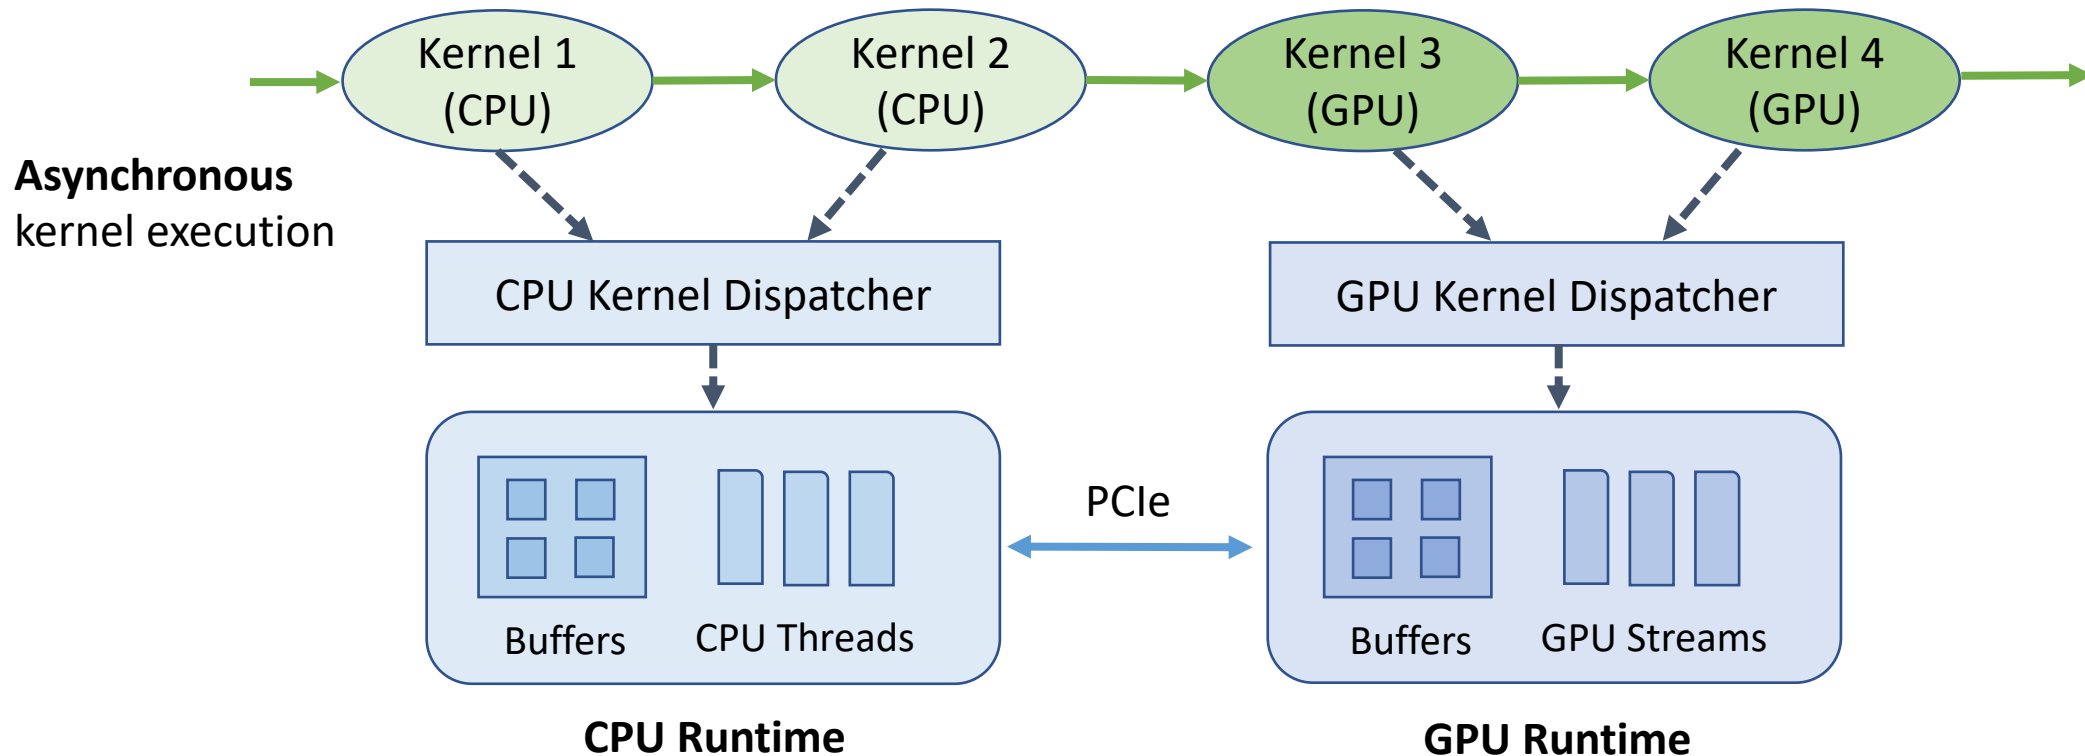 Kernel 1
(CPU)
Kernel 2
(CPU)
Kernel 3
(GPU)
Kernel 4
(GPU)
Asynchronous
kernel execution
CPU Kernel Dispatcher
GPU Kernel Dispatcher
PCIe
Buffers
CPU Threads
Buffers
GPU Streams
CPU Runtime
GPU Runtime